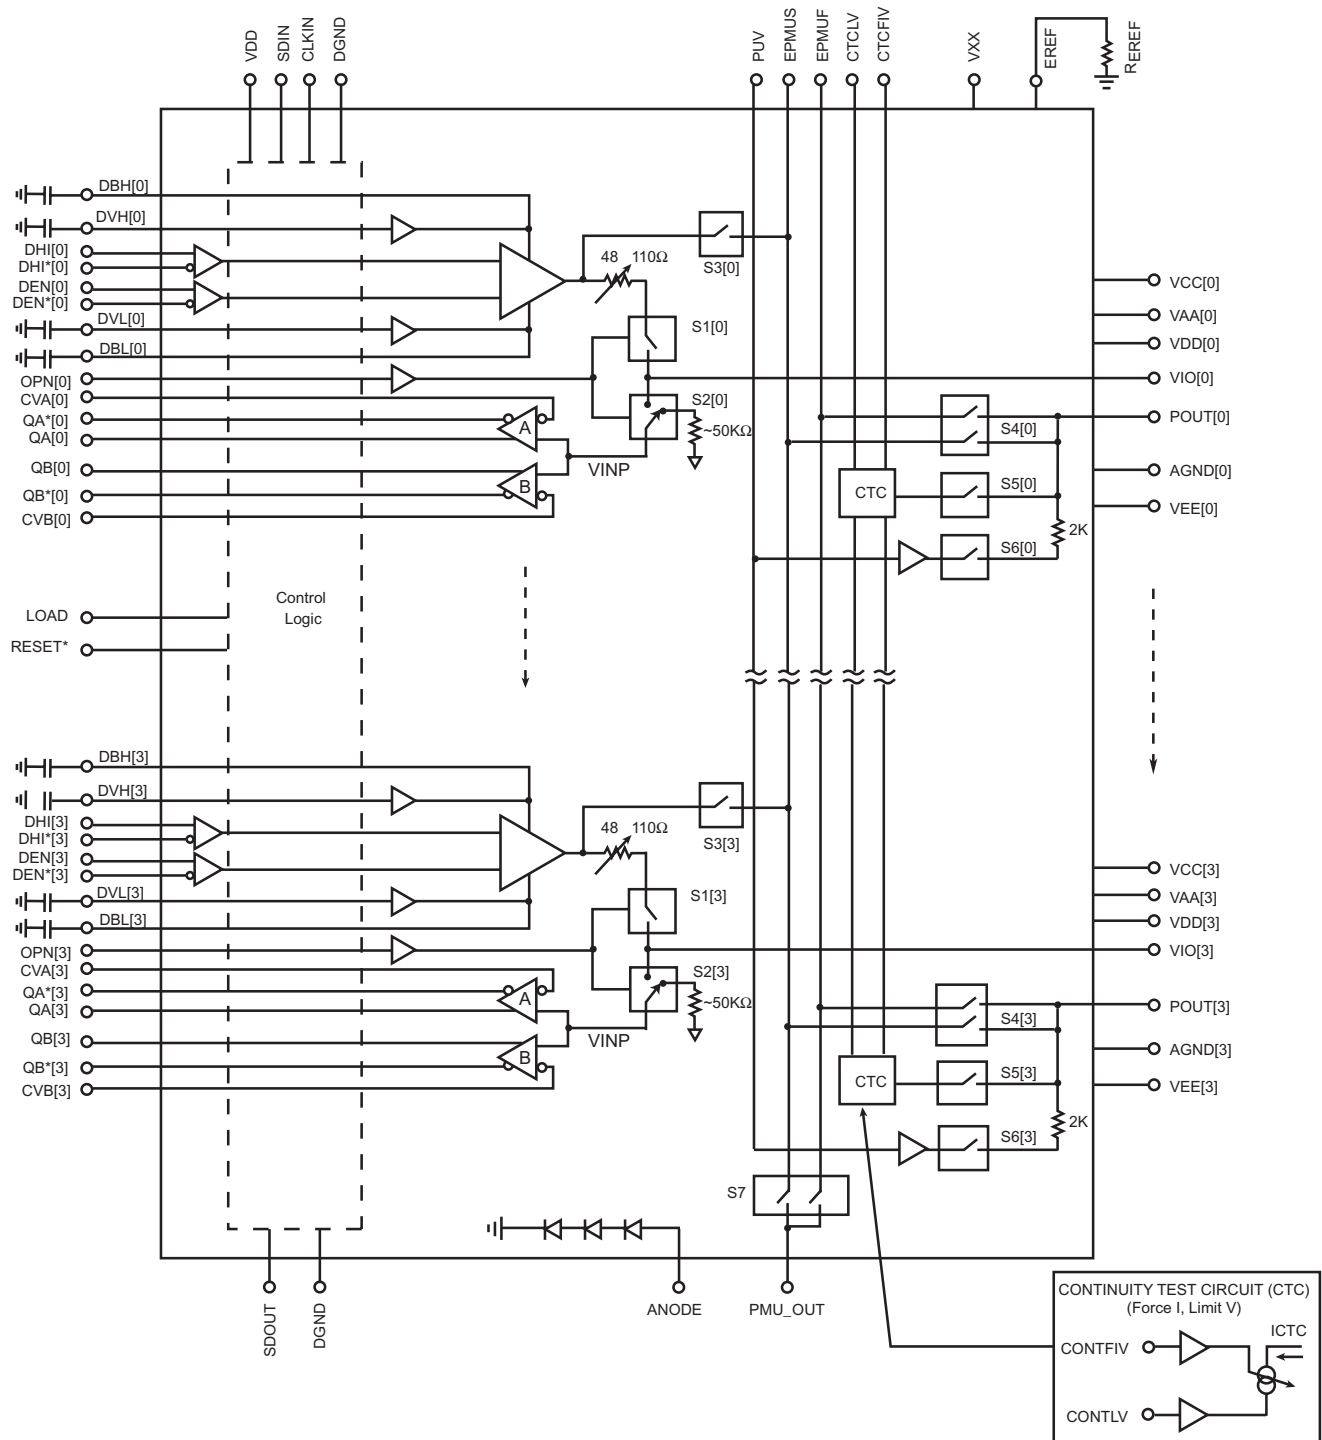 VDD
SDIN
CLKIN
DGND
PUV
EPMUS
EPMUF
CTCLV
CTCFIV
VXX
EREF
REREF
DBH[0]
DVH[0]
DHI[0]
DHI*[0]
DEN[0]
DEN*[0]
DVL[0]
DBL[0]
OPN[0]
CVA[0]
QA*[0]
QA[0]
QB[0]
QB*[0]
CVB[0]
48 110Ω
S3[0]
S1[0]
S2[0]
~50KΩ
A
B
VINP
S4[0]
CTC
S5[0]
S6[0]
2K
VCC[0]
VAA[0]
VDD[0]
VIO[0]
POUT[0]
AGND[0]
VEE[0]
LOAD
RESET*
Control
Logic
DBH[3]
DVH[3]
DHI[3]
DHI*[3]
DEN[3]
DEN*[3]
DVL[3]
DBL[3]
OPN[3]
CVA[3]
QA*[3]
QA[3]
QB[3]
QB*[3]
CVB[3]
48 110Ω
S3[3]
S1[3]
S2[3]
~50KΩ
A
B
VINP
S4[3]
CTC
S5[3]
S6[3]
2K
VCC[3]
VAA[3]
VDD[3]
VIO[3]
POUT[3]
AGND[3]
VEE[3]
S7
SDOUT
DGND
ANODE
PMU_OUT
CONTINUITY TEST CIRCUIT (CTC)
(Force I, Limit V)
ICTC
CONTFIV
CONTLV